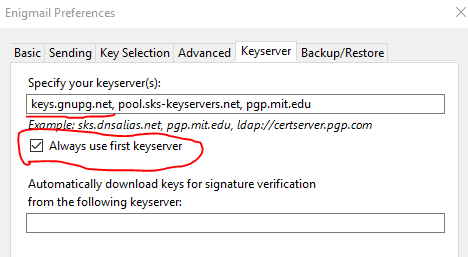 Enigmail Preferences
Basic Sending Key Selection Advanced Keyserver Backup/Restore
Specify your keyserver(s):
keys.gnupg.net, pool.sks-keyservers.net, pgp.mit.edu
Example: sks.dnsalias.net, pgp.mit.edu, ldap://certserver.pgp.com
Always use first keyserver
Automatically download keys for signature verification
from the following keyserver: